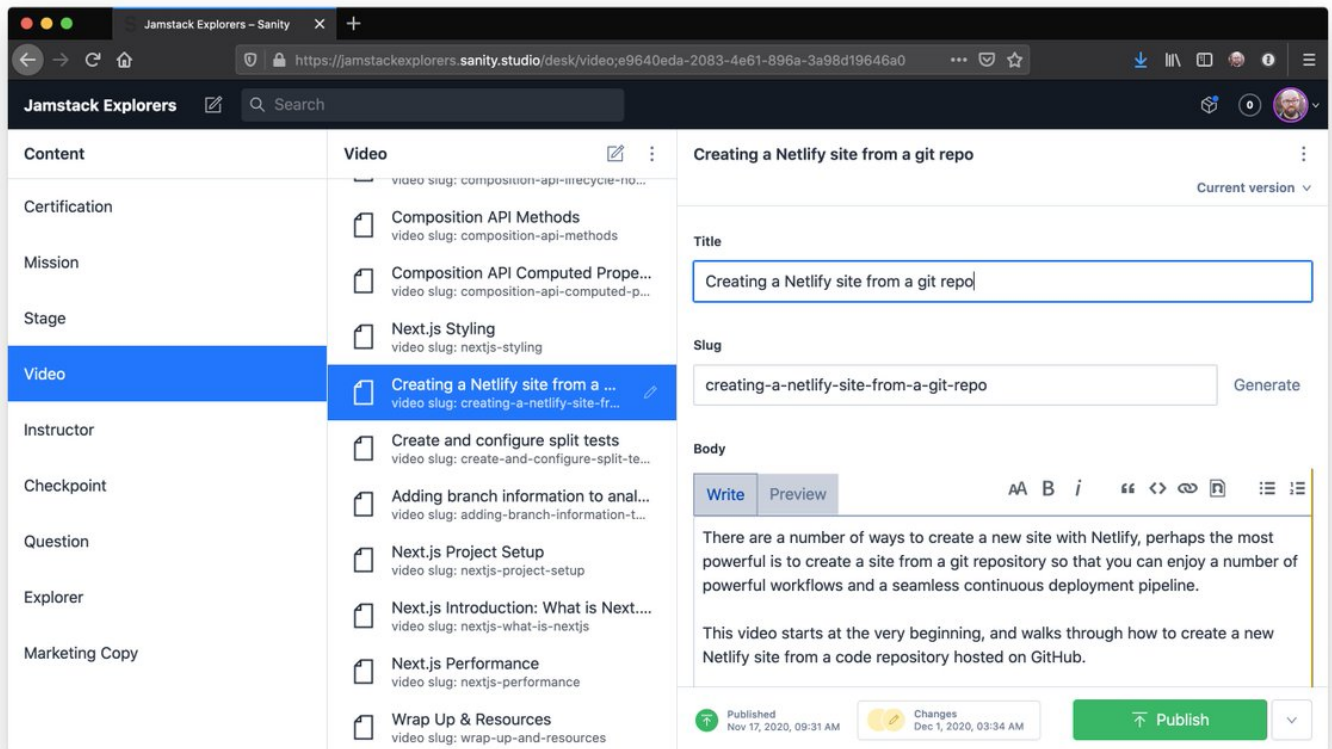 Jamstack Explorers – Sanity
https://jamstackexplorers.sanity.studio/desk/video;e9640eda-2083-4e61-896a-3a98d19646a0
Jamstack Explorers
Search
0
Content
Certification
Mission
Stage
Video
Instructor
Checkpoint
Question
Explorer
Marketing Copy
Video
video slug: composition-api-lifecycle-ho...
Composition API Methods
video slug: composition-api-methods
Composition API Computed Prope...
video slug: composition-api-computed-p...
Next.js Styling
video slug: nextjs-styling
Creating a Netlify site from a ...
video slug: creating-a-netlify-site-fr...
Create and configure split tests
video slug: create-and-configure-split-te...
Adding branch information to anal...
video slug: adding-branch-information-t...
Next.js Project Setup
video slug: nextjs-project-setup
Next.js Introduction: What is Next....
video slug: nextjs-what-is-nextjs
Next.js Performance
video slug: nextjs-performance
Wrap Up & Resources
video slug: wrap-up-and-resources
Creating a Netlify site from a git repo
Current version
Title
Creating a Netlify site from a git repo
Slug
creating-a-netlify-site-from-a-git-repo
Generate
Body
Write
Preview
AA B i
There are a number of ways to create a new site with Netlify, perhaps the most
powerful is to create a site from a git repository so that you can enjoy a number of
powerful workflows and a seamless continuous deployment pipeline.
This video starts at the very beginning, and walks through how to create a new
Netlify site from a code repository hosted on GitHub.
Published
Nov 17, 2020, 09:31 AM
Changes
Dec 1, 2020, 03:34 AM
Publish